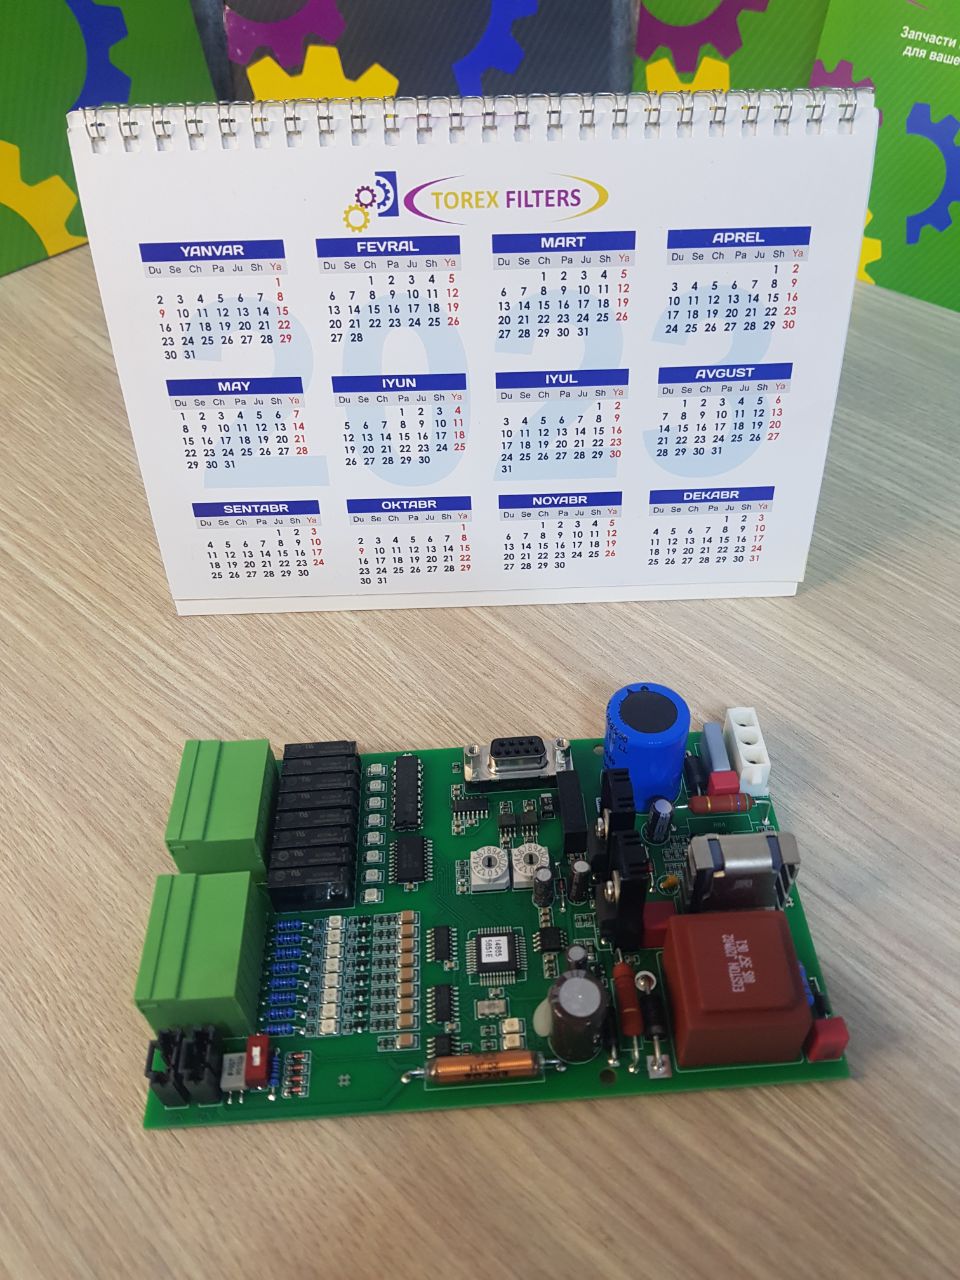 Запчасти
для ваше
TOREX FILTERS
2023
YANVAR
Du Se Ch Pa Ju Sh Ya
1
2 3 4 5 6 7 8
9 10 11 12 13 14 15
16 17 18 19 20 21 22
23 24 25 26 27 28 29
30 31
FEVRAL
Du Se Ch Pa Ju Sh Ya
1 2 3 4 5
6 7 8 9 10 11 12
13 14 15 16 17 18 19
20 21 22 23 24 25 26
27 28
MART
Du Se Ch Pa Ju Sh Ya
1 2 3 4 5
6 7 8 9 10 11 12
13 14 15 16 17 18 19
20 21 22 23 24 25 26
27 28 29 30 31
APREL
Du Se Ch Pa Ju Sh Ya
1 2
3 4 5 6 7 8 9
10 11 12 13 14 15 16
17 18 19 20 21 22 23
24 25 26 27 28 29 30
MAY
Du Se Ch Pa Ju Sh Ya
1 2 3 4 5 6 7
8 9 10 11 12 13 14
15 16 17 18 19 20 21
22 23 24 25 26 27 28
29 30 31
IYUN
Du Se Ch Pa Ju Sh Ya
1 2 3 4
5 6 7 8 9 10 11
12 13 14 15 16 17 18
19 20 21 22 23 24 25
26 27 28 29 30
IYUL
Du Se Ch Pa Ju Sh Ya
1 2
3 4 5 6 7 8 9
10 11 12 13 14 15 16
17 18 19 20 21 22 23
24 25 26 27 28 29 30
31
AVGUST
Du Se Ch Pa Ju Sh Ya
1 2 3 4 5 6
7 8 9 10 11 12 13
14 15 16 17 18 19 20
21 22 23 24 25 26 27
28 29 30 31
SENTABR
Du Se Ch Pa Ju Sh Ya
1 2 3
4 5 6 7 8 9 10
11 12 13 14 15 16 17
18 19 20 21 22 23 24
25 26 27 28 29 30
OKTABR
Du Se Ch Pa Ju Sh Ya
1
2 3 4 5 6 7 8
9 10 11 12 13 14 15
16 17 18 19 20 21 22
23 24 25 26 27 28 29
30 31
NOYABR
Du Se Ch Pa Ju Sh Ya
1 2 3 4 5
6 7 8 9 10 11 12
13 14 15 16 17 18 19
20 21 22 23 24 25 26
27 28 29 30
DEKABR
Du Se Ch Pa Ju Sh Ya
1 2 3
4 5 6 7 8 9 10
11 12 13 14 15 16 17
18 19 20 21 22 23 24
25 26 27 28 29 30 31
14885
5851E